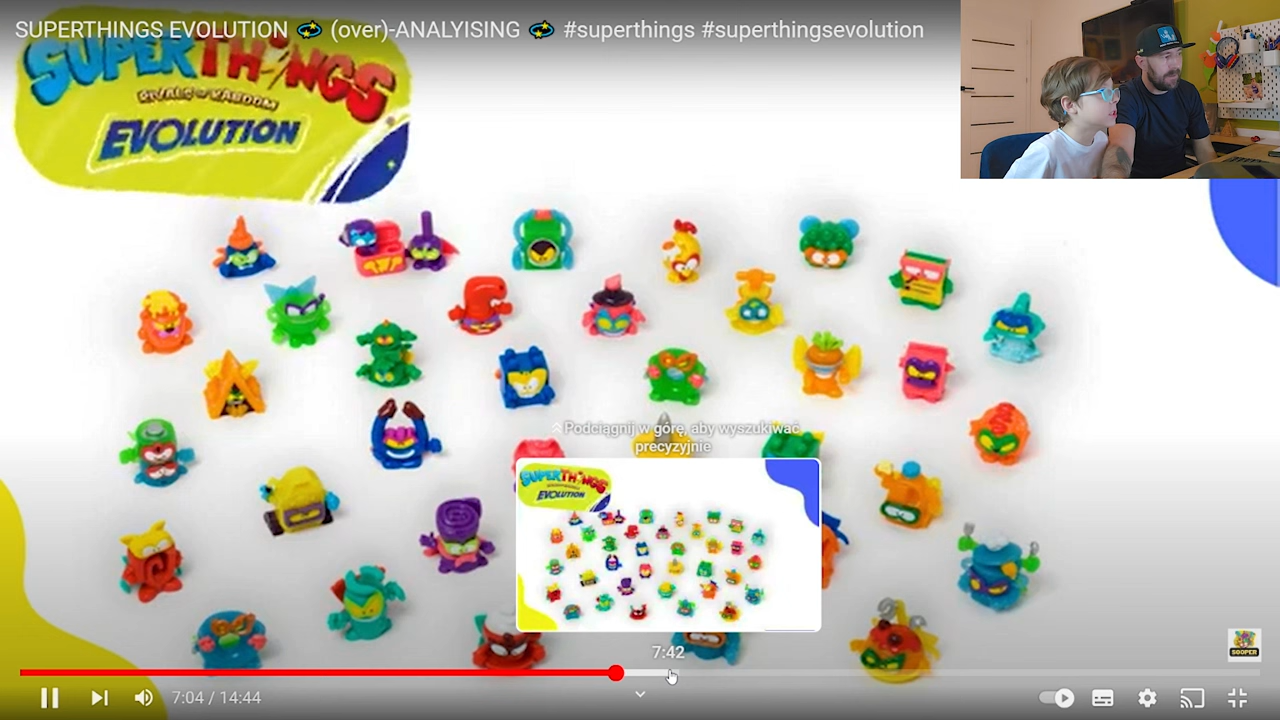 SUPERTHINGS EVOLUTION 💫 (over)-ANALYISING 💫 #superthings #superthingsevolution
SUPERTHINGS
RIVALS OF KABOOM
EVOLUTION
Podciągnij w górę, aby wyszukiwać
precyzyjnie
SUPERTHINGS
EVOLUTION
7:42
SOOPER
7:04 / 14:44